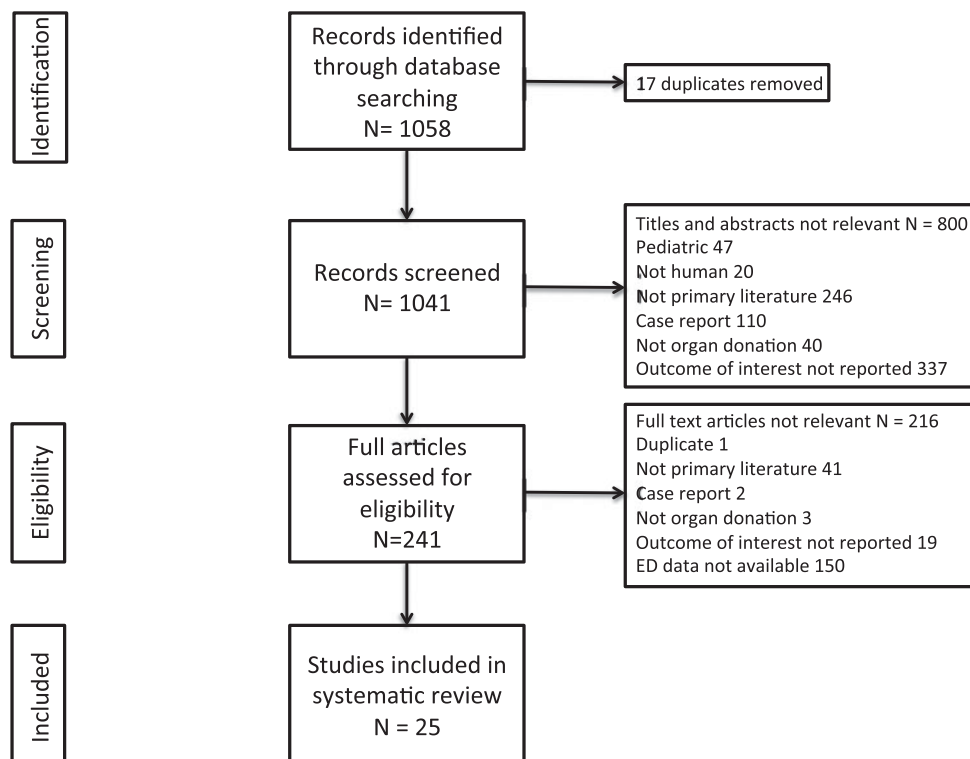 Identification
Records identified
through database
searching
N= 1058
17 duplicates removed
Screening
Records screened
N= 1041
Titles and abstracts not relevant N = 800
Pediatric 47
Not human 20
Not primary literature 246
Case report 110
Not organ donation 40
Outcome of interest not reported 337
Eligibility
Full articles
assessed for
eligibility
N=241
Full text articles not relevant N = 216
Duplicate 1
Not primary literature 41
Case report 2
Not organ donation 3
Outcome of interest not reported 19
ED data not available 150
Included
Studies included in
systematic review
N = 25